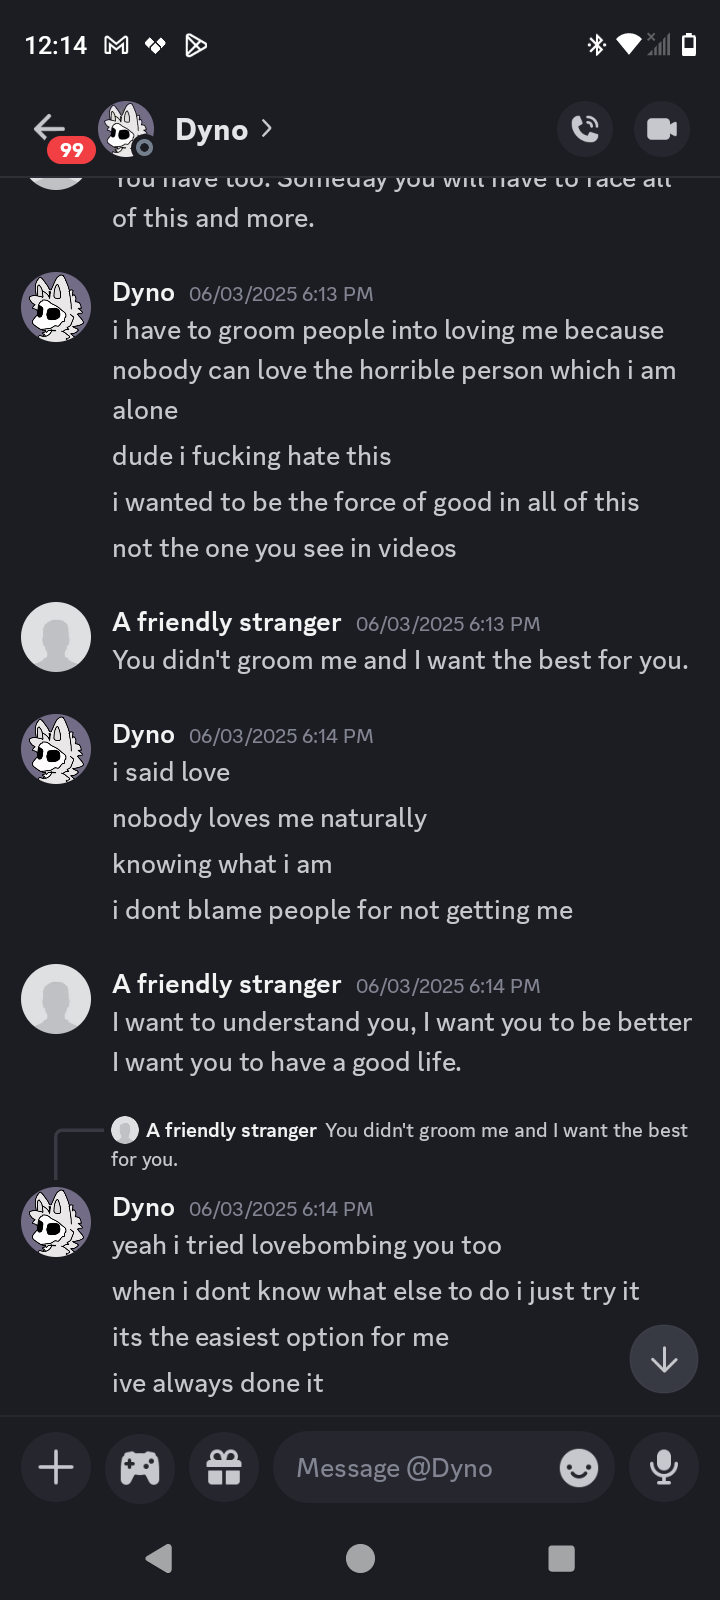 12:14
Dyno
99
You have too. Someday you will have to face all
of this and more.
Dyno 06/03/2025 6:13 PM
i have to groom people into loving me because
nobody can love the horrible person which i am
alone
dude i fucking hate this
i wanted to be the force of good in all of this
not the one you see in videos
A friendly stranger 06/03/2025 6:13 PM
You didn't groom me and I want the best for you.
Dyno 06/03/2025 6:14 PM
i said love
nobody loves me naturally
knowing what i am
i dont blame people for not getting me
A friendly stranger 06/03/2025 6:14 PM
I want to understand you, I want you to be better
I want you to have a good life.
A friendly stranger You didn't groom me and I want the best
for you.
Dyno 06/03/2025 6:14 PM
yeah i tried lovebombing you too
when i dont know what else to do i just try it
its the easiest option for me
ive always done it
Message @Dyno